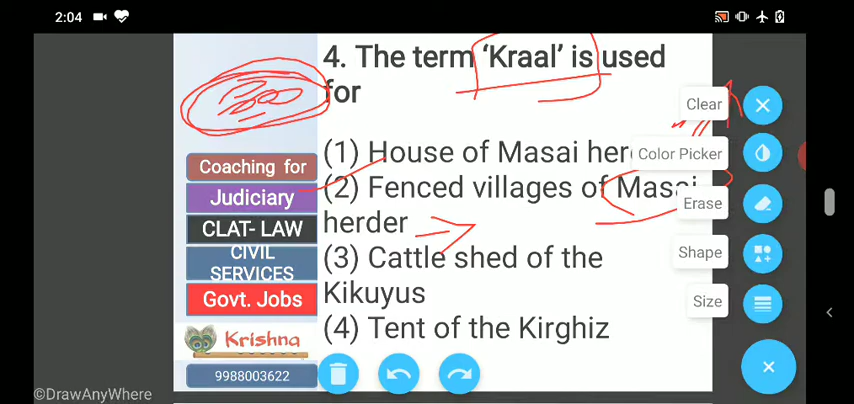 2:04
4. The term ‘Kraal’ is used
for
Clear
(1) House of Masai her
Color Picker
Coaching for
Judiciary
(2) Fenced villages of Masai
Erase
CLAT- LAW
herder
CIVIL
SERVICES
(3) Cattle shed of the
Shape
Govt. Jobs
Kikuyus
Size
Krishna
(4) Tent of the Kirghiz
9988003622
©DrawAnyWhere